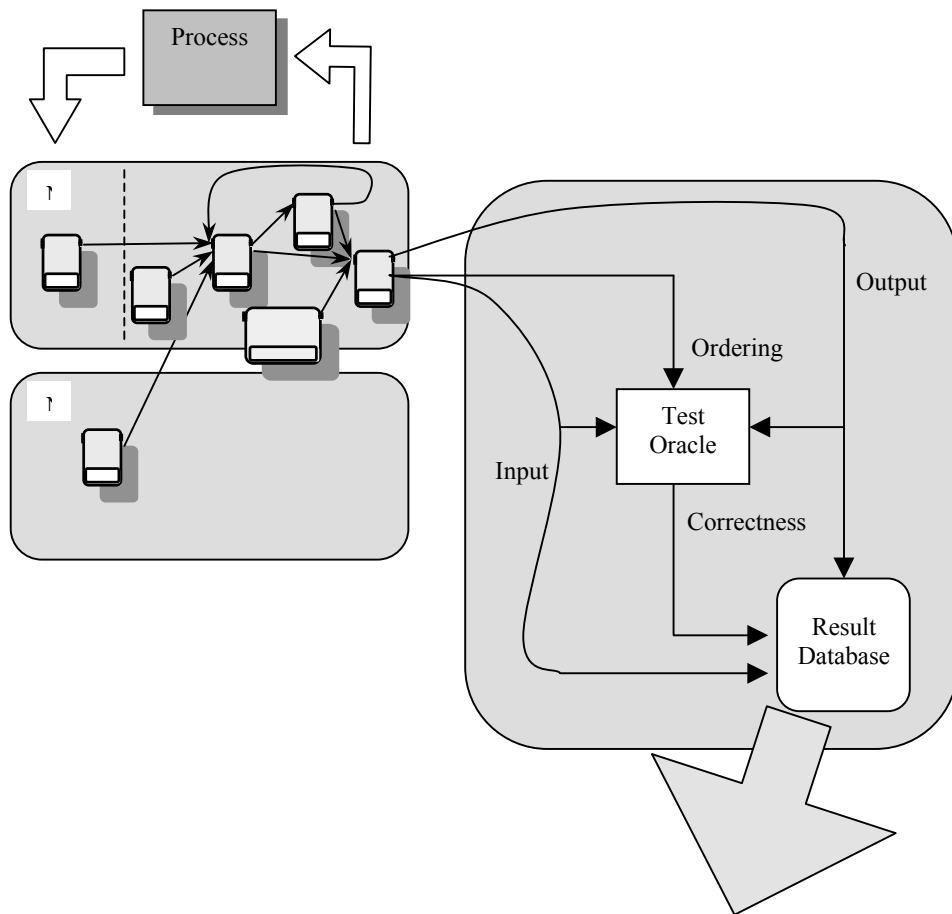 Process
Output
Ordering
Test
Oracle
Input
Correctness
Result
Database